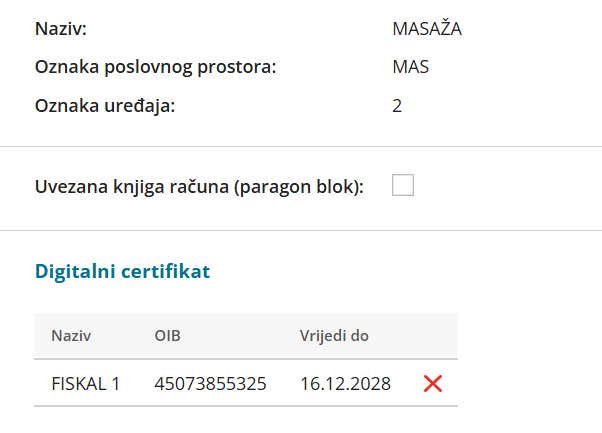 Naziv: MASAŽA
Oznaka poslovnog prostora: MAS
Oznaka uređaja: 2
Uvezana knjiga računa (paragon blok):
Digitalni certifikat
Naziv OIB Vrijedi do
FISKAL 1 45073855325 16.12.2028